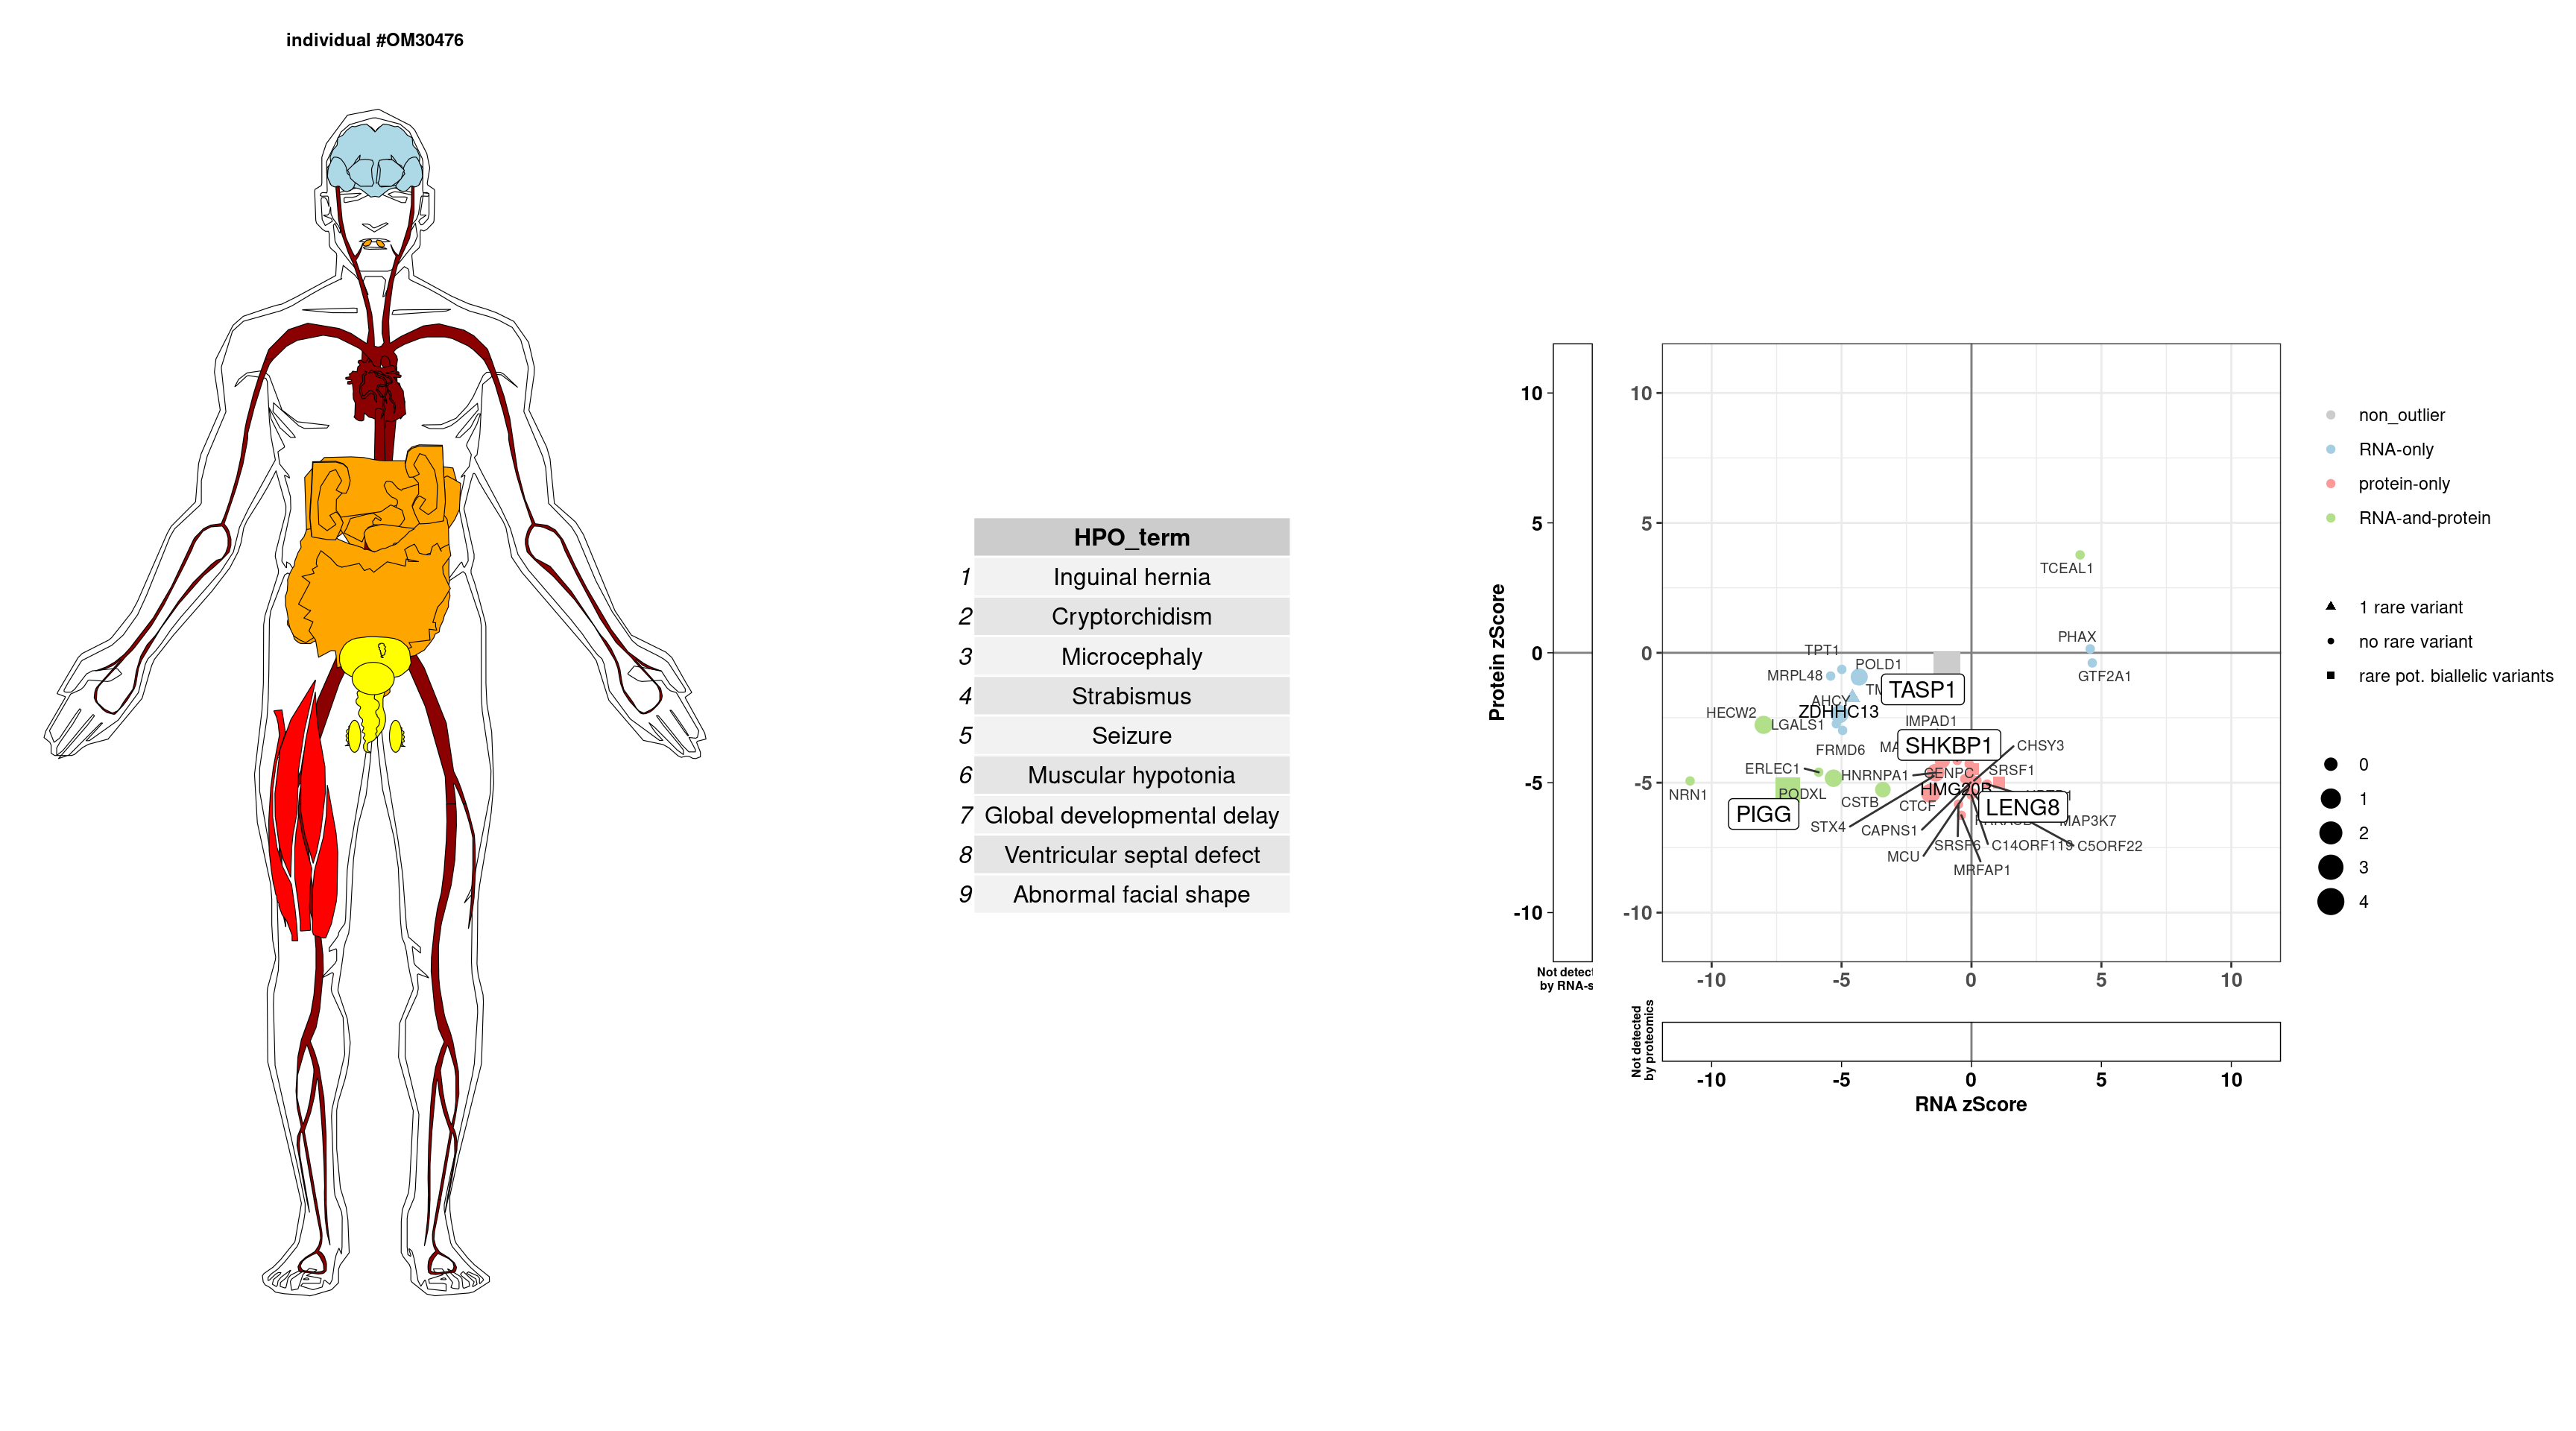 individual #OM30476
HPO_term
1 Inguinal hernia
2 Cryptorchidism
3 Microcephaly
4 Strabismus
5 Seizure
6 Muscular hypotonia
7 Global developmental delay
8 Ventricular septal defect
9 Abnormal facial shape
Protein zScore
10
5
0
-5
-10
Not detect
by RNA-s
10
5
0
-5
-10
TCEAL1
PHAX
GTF2A1
TPT1
POLD1
MRPL48
TASP1
AHCY
ZDHHC13
HECW2
LGALS1
IMPAD1
FRMD6
SHKBP1
CHSY3
ERLEC1
HNRNPA1
CENPC
SRSF1
NRN1
PODXL
CSTB
CTCF
HMG20B
LENG8
PIGG
STX4
CAPNS1
MAP3K7
MCU
SRSF6
C14ORF119
C5ORF22
MRFAP1
-10
-5
0
5
10
Not detected
by proteomics
-10
-5
0
5
10
RNA zScore
non_outlier
RNA-only
protein-only
RNA-and-protein
1 rare variant
no rare variant
rare pot. biallelic variants
0
1
2
3
4